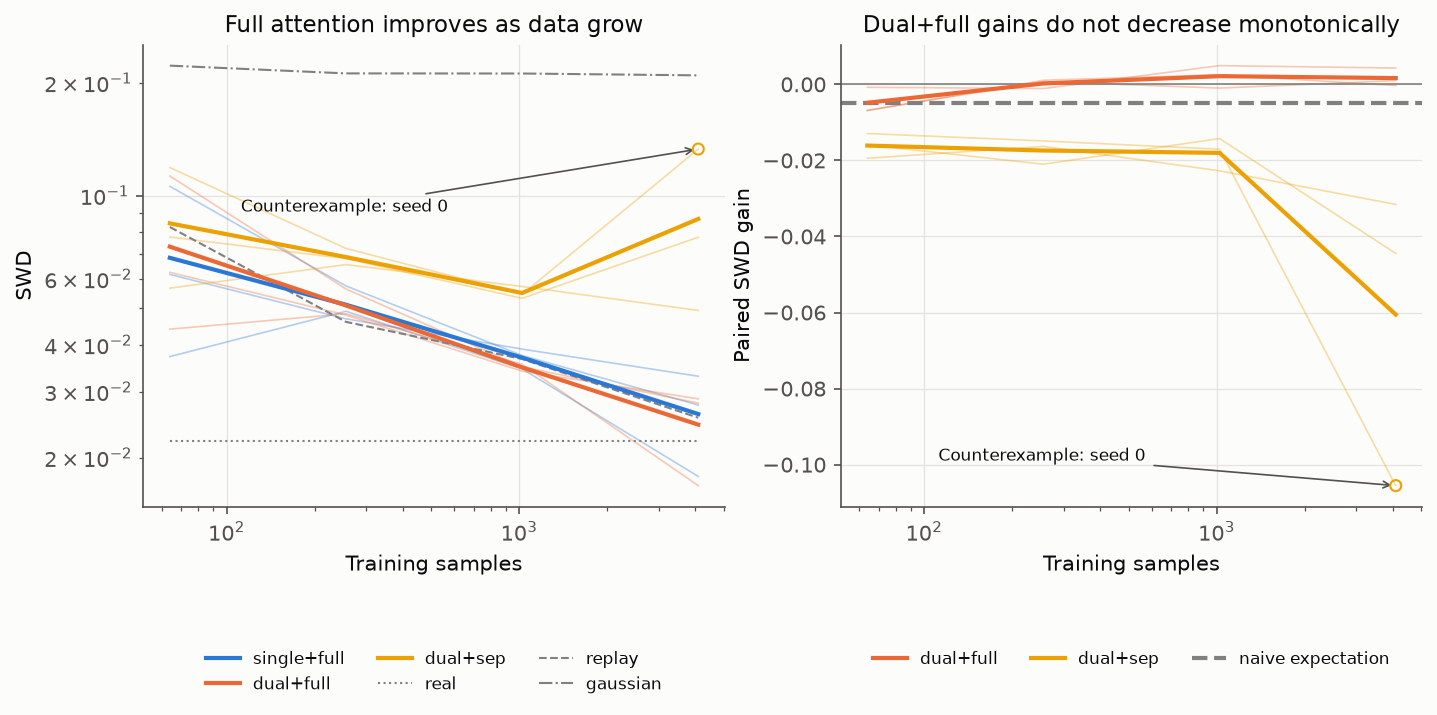 Full attention improves as data grow
SWD
2 × 10⁻¹
10⁻¹
6 × 10⁻²
4 × 10⁻²
3 × 10⁻²
2 × 10⁻²
Counterexample: seed 0
10²
10³
Training samples
single+full
dual+full
dual+sep
real
replay
gaussian
Dual+full gains do not decrease monotonically
Paired SWD gain
0.00
−0.02
−0.04
−0.06
−0.08
−0.10
Counterexample: seed 0
10²
10³
Training samples
dual+full
dual+sep
naive expectation